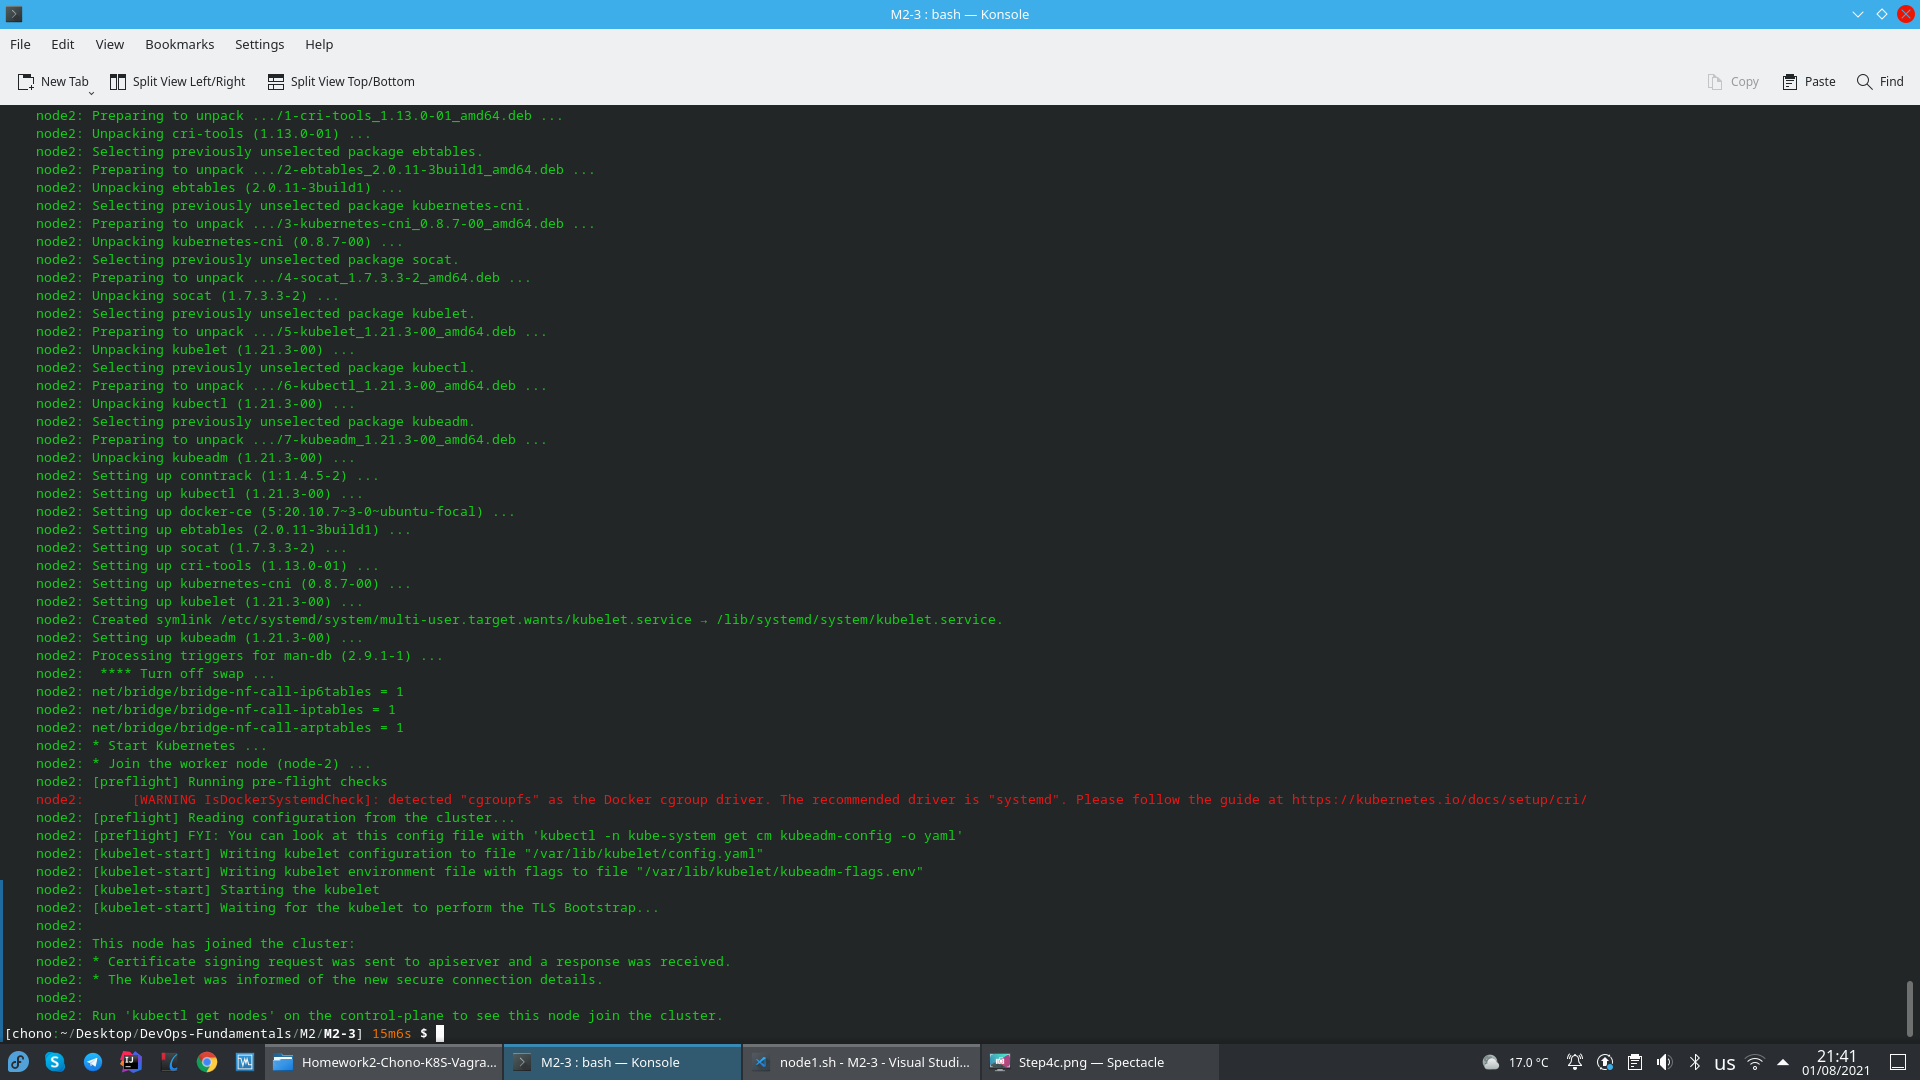 M2-3 : bash — Konsole
File Edit View Bookmarks Settings Help
New Tab Split View Left/Right Split View Top/Bottom Copy Paste Find
node2: Preparing to unpack .../1-cri-tools_1.13.0-01_amd64.deb ...
node2: Unpacking cri-tools (1.13.0-01) ...
node2: Selecting previously unselected package ebtables.
node2: Preparing to unpack .../2-ebtables_2.0.11-3build1_amd64.deb ...
node2: Unpacking ebtables (2.0.11-3build1) ...
node2: Selecting previously unselected package kubernetes-cni.
node2: Preparing to unpack .../3-kubernetes-cni_0.8.7-00_amd64.deb ...
node2: Unpacking kubernetes-cni (0.8.7-00) ...
node2: Selecting previously unselected package socat.
node2: Preparing to unpack .../4-socat_1.7.3.3-2_amd64.deb ...
node2: Unpacking socat (1.7.3.3-2) ...
node2: Selecting previously unselected package kubelet.
node2: Preparing to unpack .../5-kubelet_1.21.3-00_amd64.deb ...
node2: Unpacking kubelet (1.21.3-00) ...
node2: Selecting previously unselected package kubectl.
node2: Preparing to unpack .../6-kubectl_1.21.3-00_amd64.deb ...
node2: Unpacking kubectl (1.21.3-00) ...
node2: Selecting previously unselected package kubeadm.
node2: Preparing to unpack .../7-kubeadm_1.21.3-00_amd64.deb ...
node2: Unpacking kubeadm (1.21.3-00) ...
node2: Setting up conntrack (1:1.4.5-2) ...
node2: Setting up kubectl (1.21.3-00) ...
node2: Setting up docker-ce (5:20.10.7~3-0~ubuntu-focal) ...
node2: Setting up ebtables (2.0.11-3build1) ...
node2: Setting up socat (1.7.3.3-2) ...
node2: Setting up cri-tools (1.13.0-01) ...
node2: Setting up kubernetes-cni (0.8.7-00) ...
node2: Setting up kubelet (1.21.3-00) ...
node2: Created symlink /etc/systemd/system/multi-user.target.wants/kubelet.service → /lib/systemd/system/kubelet.service.
node2: Setting up kubeadm (1.21.3-00) ...
node2: Processing triggers for man-db (2.9.1-1) ...
node2:  **** Turn off swap ...
node2: net/bridge/bridge-nf-call-ip6tables = 1
node2: net/bridge/bridge-nf-call-iptables = 1
node2: net/bridge/bridge-nf-call-arptables = 1
node2: * Start Kubernetes ...
node2: * Join the worker node (node-2) ...
node2: [preflight] Running pre-flight checks
node2: [WARNING IsDockerSystemdCheck]: detected "cgroupfs" as the Docker cgroup driver. The recommended driver is "systemd". Please follow the guide at https://kubernetes.io/docs/setup/cri/
node2: [preflight] Reading configuration from the cluster...
node2: [preflight] FYI: You can look at this config file with 'kubectl -n kube-system get cm kubeadm-config -o yaml'
node2: [kubelet-start] Writing kubelet configuration to file "/var/lib/kubelet/config.yaml"
node2: [kubelet-start] Writing kubelet environment file with flags to file "/var/lib/kubelet/kubeadm-flags.env"
node2: [kubelet-start] Starting the kubelet
node2: [kubelet-start] Waiting for the kubelet to perform the TLS Bootstrap...
node2:
node2: This node has joined the cluster:
node2: * Certificate signing request was sent to apiserver and a response was received.
node2: * The Kubelet was informed of the new secure connection details.
node2:
node2: Run 'kubectl get nodes' on the control-plane to see this node join the cluster.
[chono:~/Desktop/DevOps-Fundamentals/M2/M2-3] 15m6s $
Homework2-Chono-K8S-Vagra... M2-3 : bash — Konsole node1.sh - M2-3 - Visual Studi... Step4c.png — Spectacle 17.0 °C us 21:41
01/08/2021